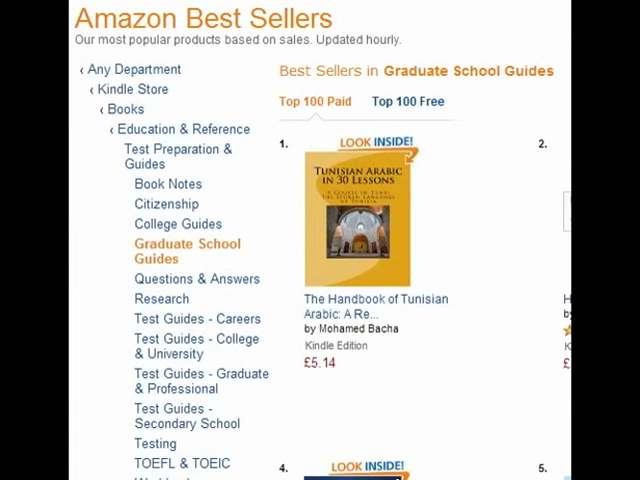 Amazon Best Sellers
Our most popular products based on sales. Updated hourly.
‹ Any Department
‹ Kindle Store
‹ Books
‹ Education & Reference
Test Preparation &
Guides
Book Notes
Citizenship
College Guides
Graduate School
Guides
Questions & Answers
Research
Test Guides - Careers
Test Guides - College
& University
Test Guides - Graduate
& Professional
Test Guides -
Secondary School
Testing
TOEFL & TOEIC
Best Sellers in Graduate School Guides
Top 100 Paid
Top 100 Free
1.
LOOK INSIDE!
TUNISIAN ARABIC
IN 30 LESSONS
The Handbook of Tunisian
Arabic: A Re...
by Mohamed Bacha
Kindle Edition
£5.14
2.
H
by
K
£
4.
LOOK INSIDE!
5.